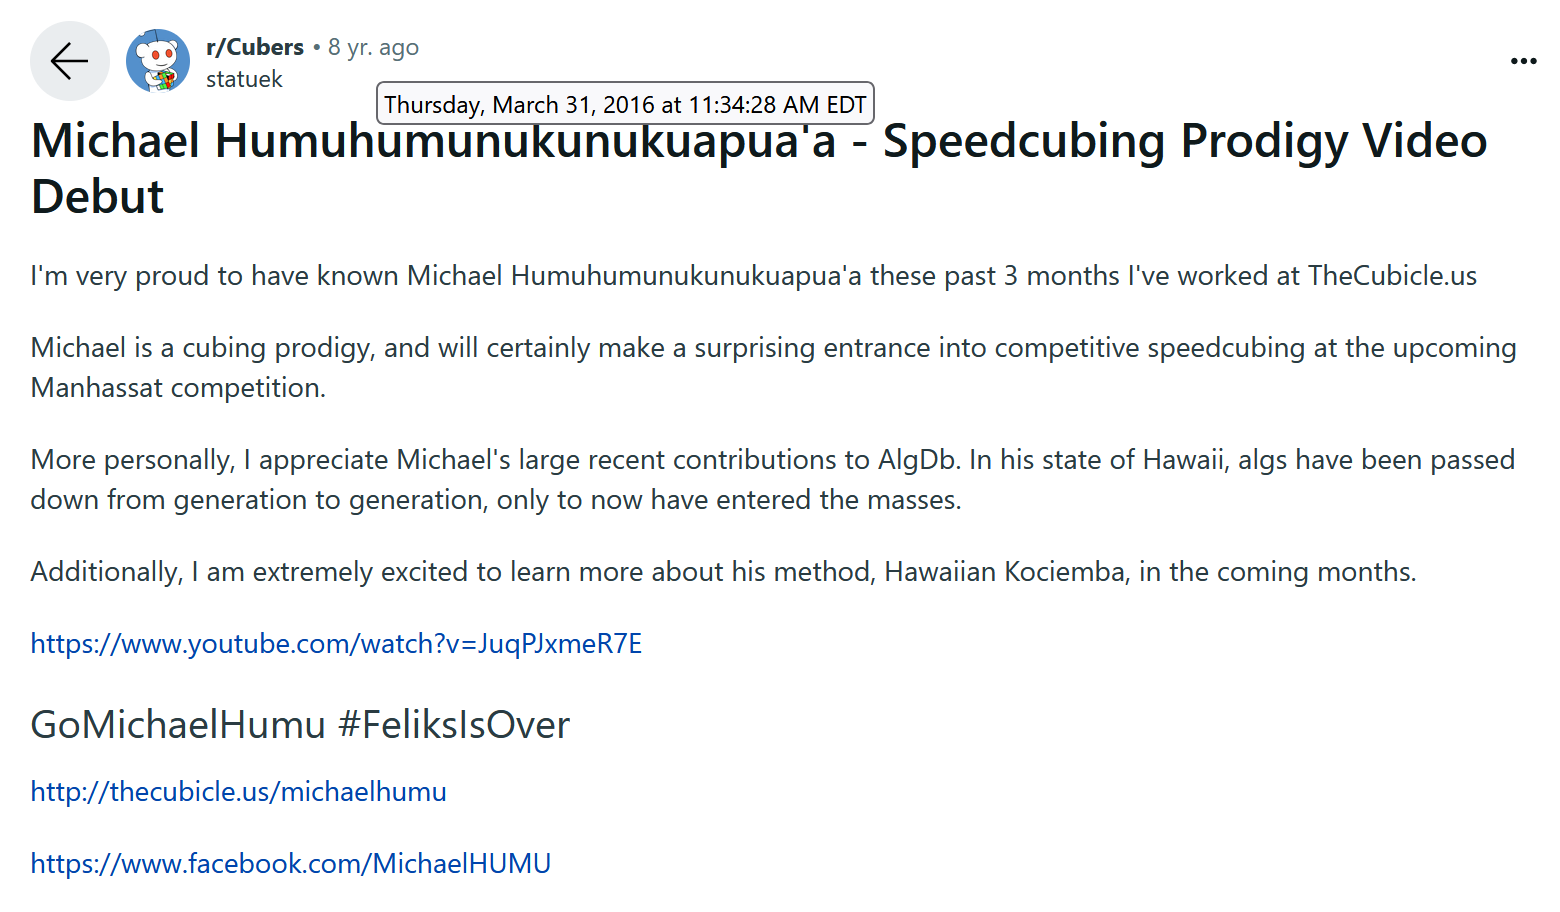 r/Cubers • 8 yr. ago
statuek
Thursday, March 31, 2016 at 11:34:28 AM EDT
Michael Humuhumunukunukuapua'a - Speedcubing Prodigy Video
Debut
I'm very proud to have known Michael Humuhumunukunukuapua'a these past 3 months I've worked at TheCubicle.us
Michael is a cubing prodigy, and will certainly make a surprising entrance into competitive speedcubing at the upcoming
Manhassat competition.
More personally, I appreciate Michael's large recent contributions to AlgDb. In his state of Hawaii, algs have been passed
down from generation to generation, only to now have entered the masses.
Additionally, I am extremely excited to learn more about his method, Hawaiian Kociemba, in the coming months.
https://www.youtube.com/watch?v=JuqPJxmeR7E
GoMichaelHumu #FeliksIsOver
http://thecubicle.us/michaelhumu
https://www.facebook.com/MichaelHUMU